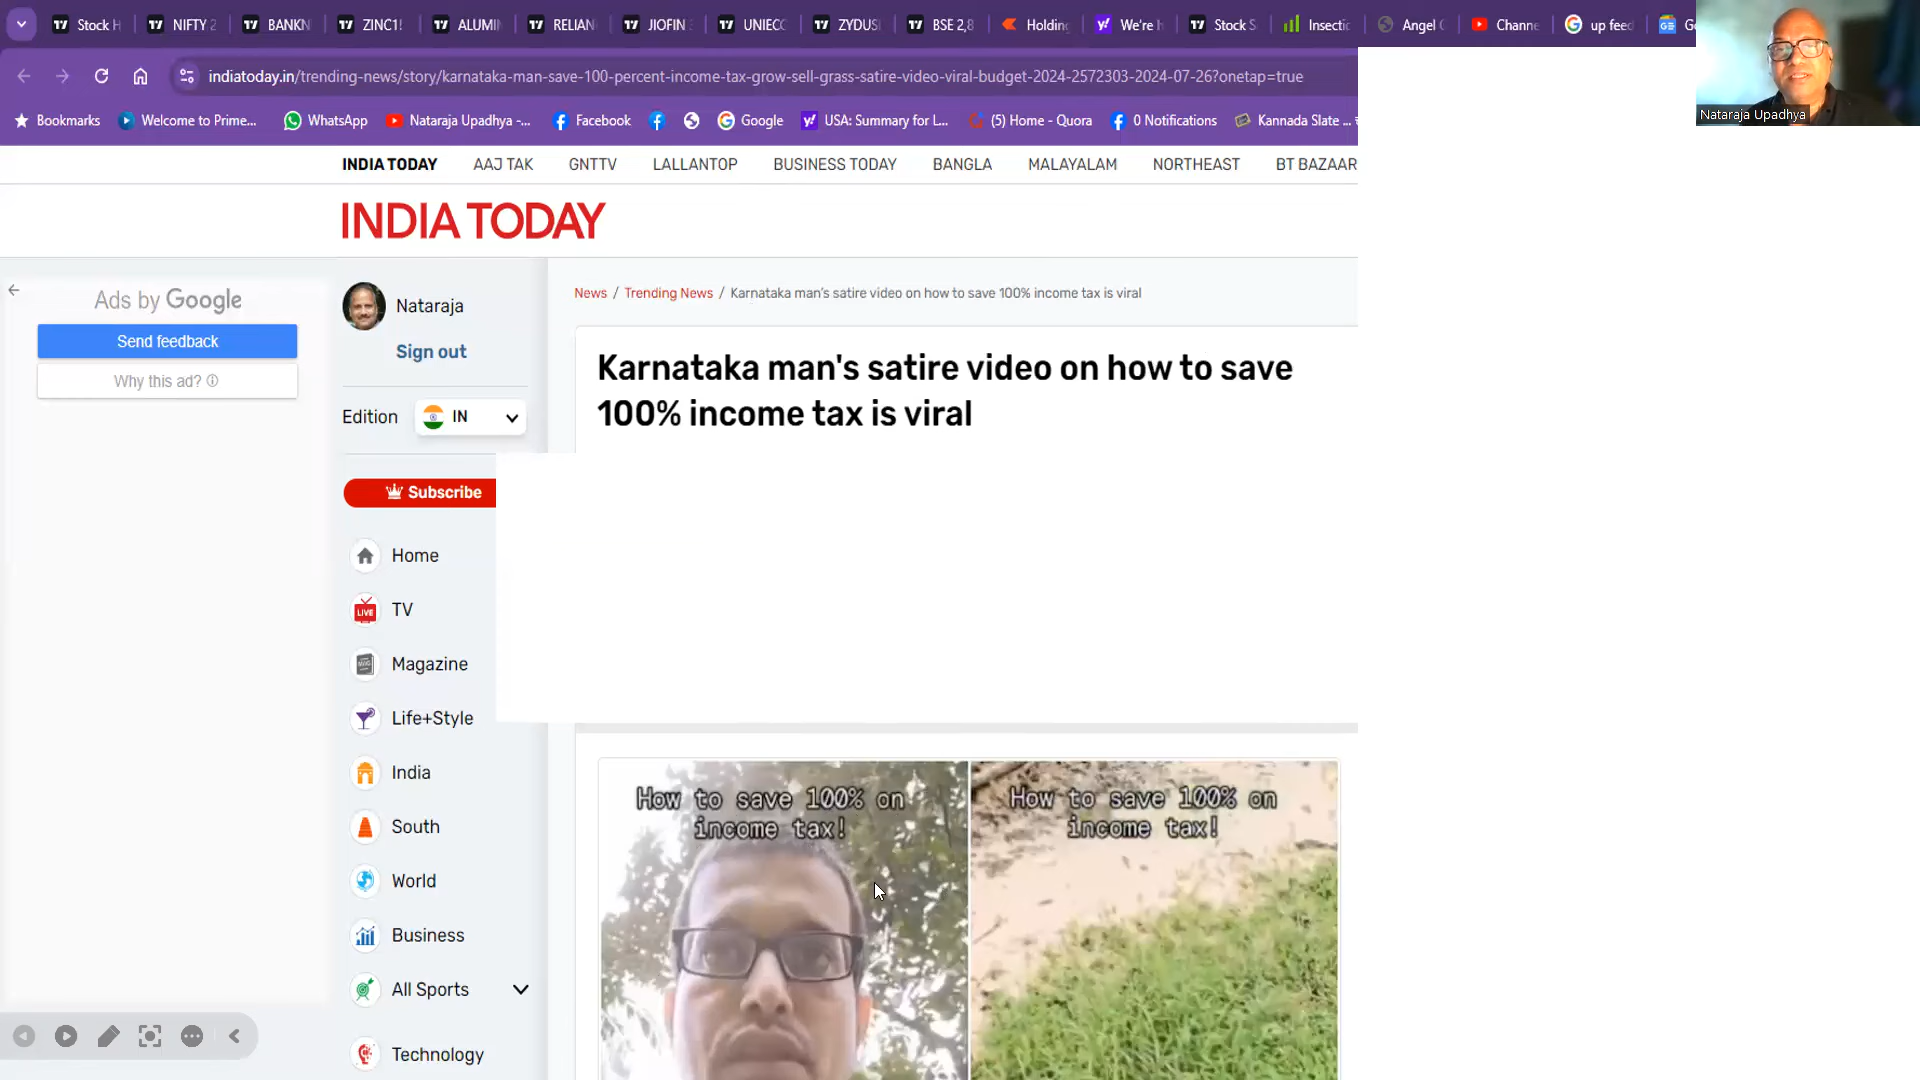 Stock H
NIFTY 2
BANKN
ZINC1!
ALUMIN
RELIAN
JIOFIN
UNIECO
ZYDUS
BSE 2,8
Holding
We're h
Stock S
Insectic
Angel
Channe
up feed
indiatoday.in/trending-news/story/karnataka-man-save-100-percent-income-tax-grow-sell-grass-satire-video-viral-budget-2024-2572303-2024-07-26?onetap=true
Nataraja Upadhya
Bookmarks
Welcome to Prime...
WhatsApp
Nataraja Upadhya -...
Facebook
Google
USA: Summary for L...
(5) Home - Quora
0 Notifications
Kannada Slate ...
INDIA TODAY AAJ TAK GNTTV LALLANTOP BUSINESS TODAY BANGLA MALAYALAM NORTHEAST BT BAZAAR
INDIA TODAY
Ads by Google
Send feedback
Why this ad?
Nataraja
Sign out
Edition IN
Subscribe
Home
LIVE
TV
Magazine
Life+Style
India
South
World
Business
All Sports
Technology
News / Trending News / Karnataka man's satire video on how to save 100% income tax is viral
Karnataka man's satire video on how to save
100% income tax is viral
How to save 100% on
income tax!
How to save 100% on
income tax!